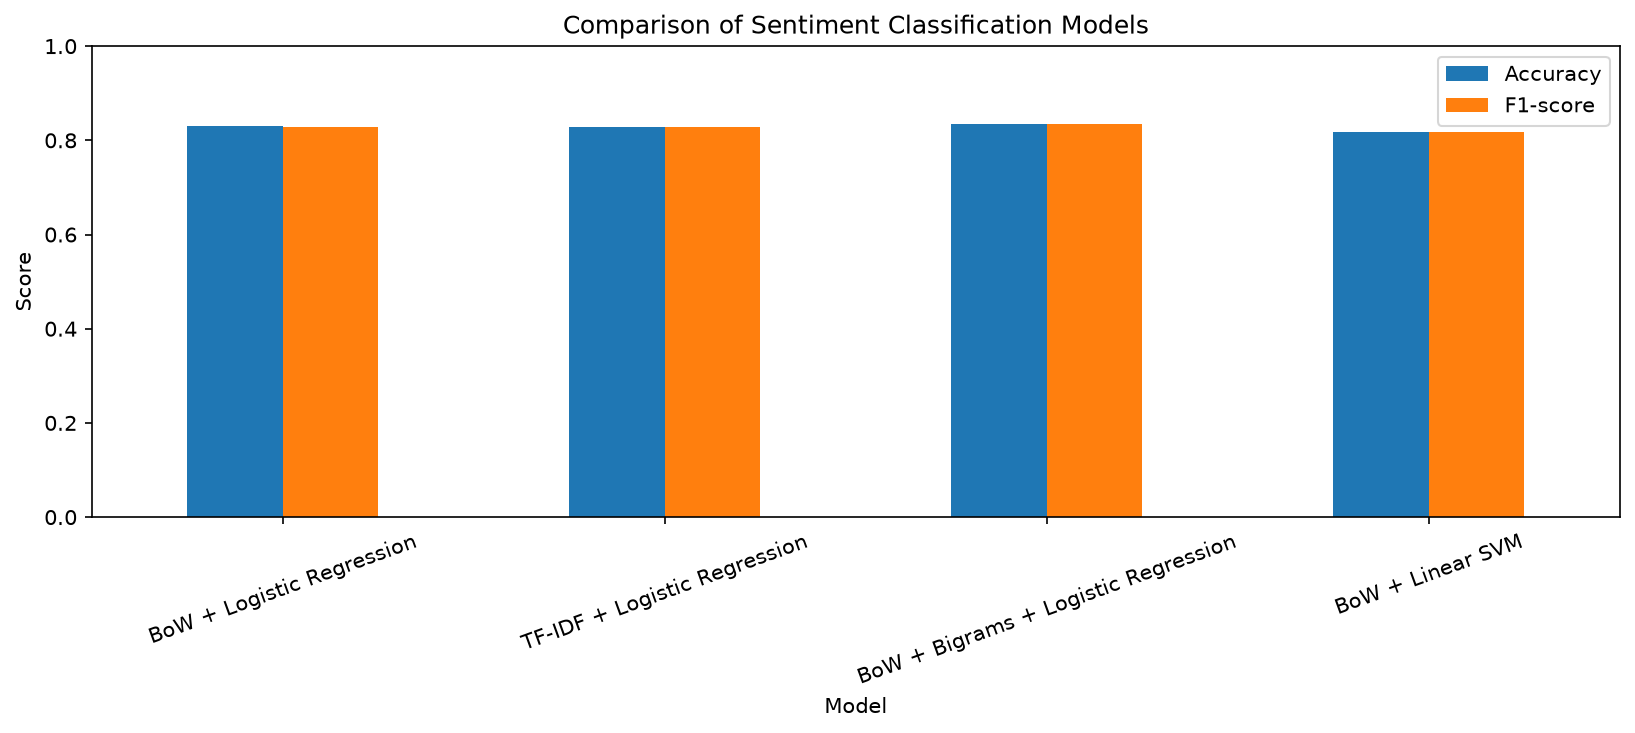 Comparison of Sentiment Classification Models
1.0
0.8
0.6
0.4
0.2
0.0
Score
Accuracy
F1-score
BoW + Logistic Regression
TF-IDF + Logistic Regression
BoW + Bigrams + Logistic Regression
BoW + Linear SVM
Model